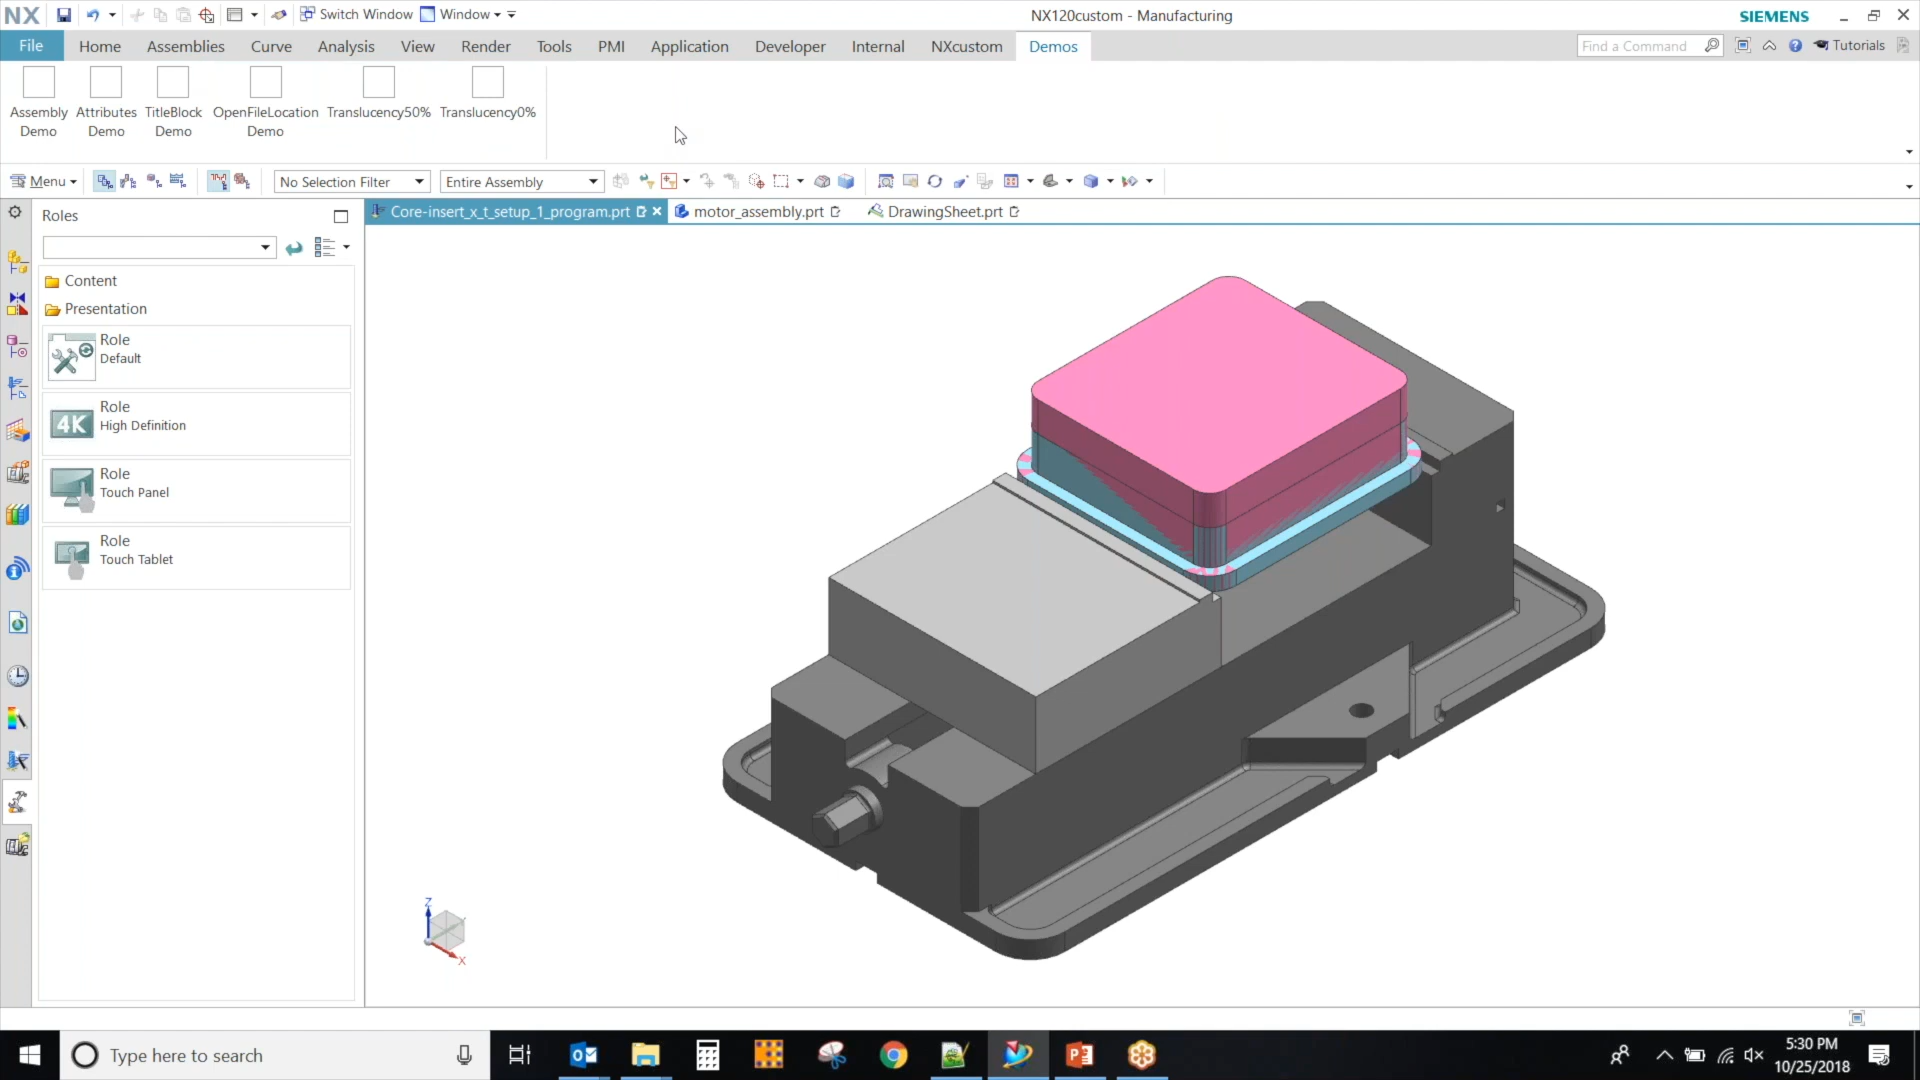 NX
Switch Window
Window
NX120custom - Manufacturing
SIEMENS
File
Home
Assemblies
Curve
Analysis
View
Render
Tools
PMI
Application
Developer
Internal
NXcustom
Demos
Find a Command
Tutorials
Assembly
Demo
Attributes
Demo
TitleBlock
Demo
OpenFileLocation
Demo
Translucency50%
Translucency0%
Menu
No Selection Filter
Entire Assembly
Roles
Core-insert_x_t_setup_1_program.prt
motor_assembly.prt
DrawingSheet.prt
Content
Presentation
Role
Default
4K
Role
High Definition
Role
Touch Panel
Role
Touch Tablet
Z
X
Type here to search
5:30 PM
10/25/2018